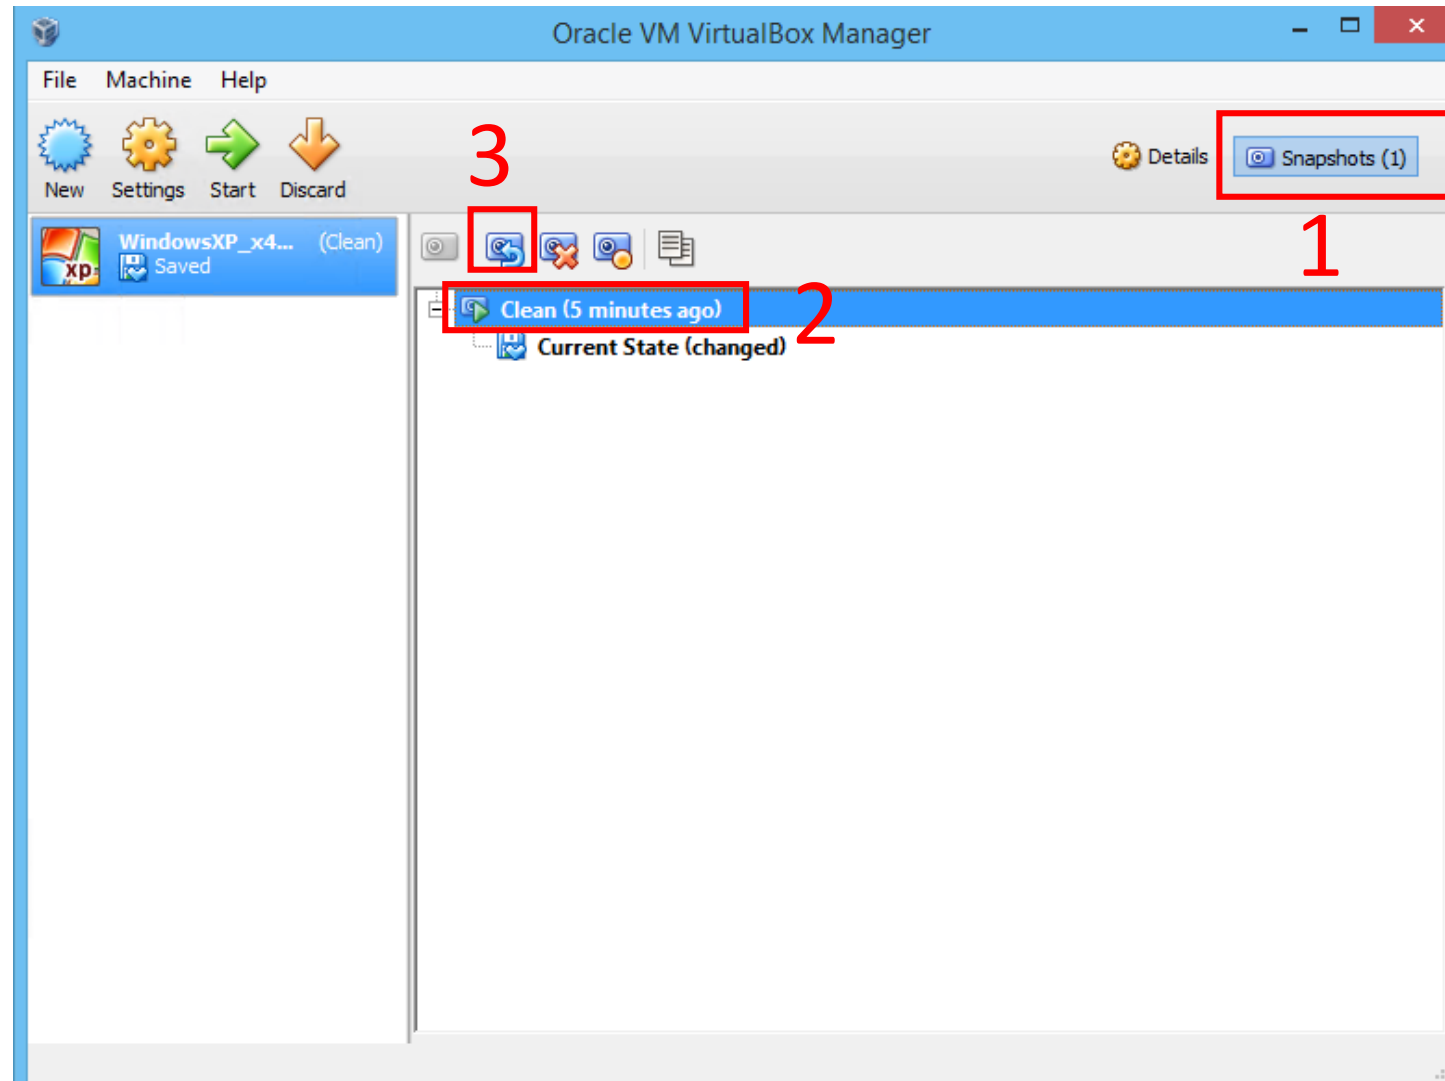 Oracle VM VirtualBox Manager
File Machine Help
New Settings Start Discard
3
Details Snapshots (1)
1
WindowsXP_x4... (Clean)
Saved
xp
Clean (5 minutes ago)
2
Current State (changed)